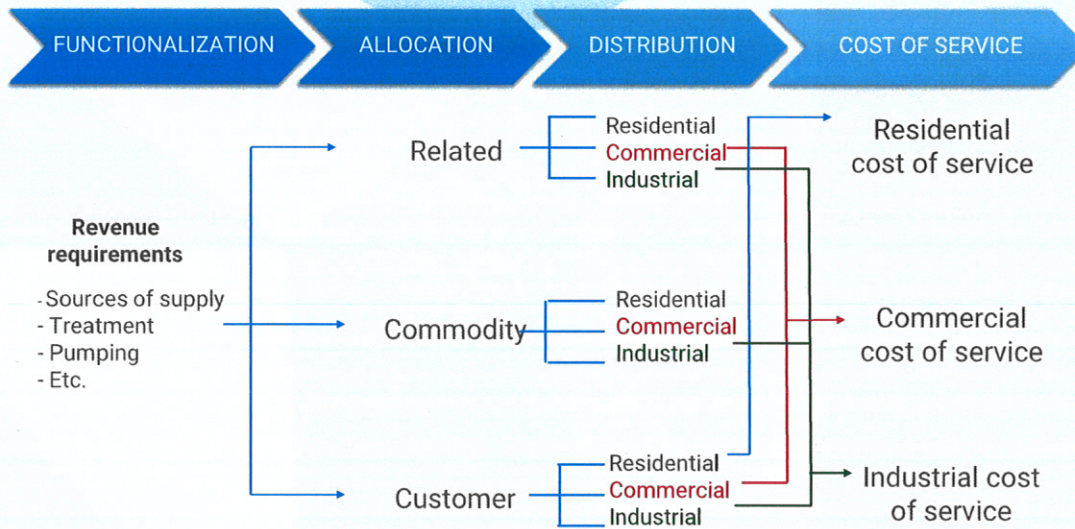 FUNCTIONALIZATION
ALLOCATION
DISTRIBUTION
COST OF SERVICE
Revenue
requirements
- Sources of supply
- Treatment
- Pumping
- Etc.
Related
Residential
Commercial
Industrial
Commodity
Residential
Commercial
Industrial
Customer
Residential
Commercial
Industrial
Residential
cost of service
Commercial
cost of service
Industrial cost
of service